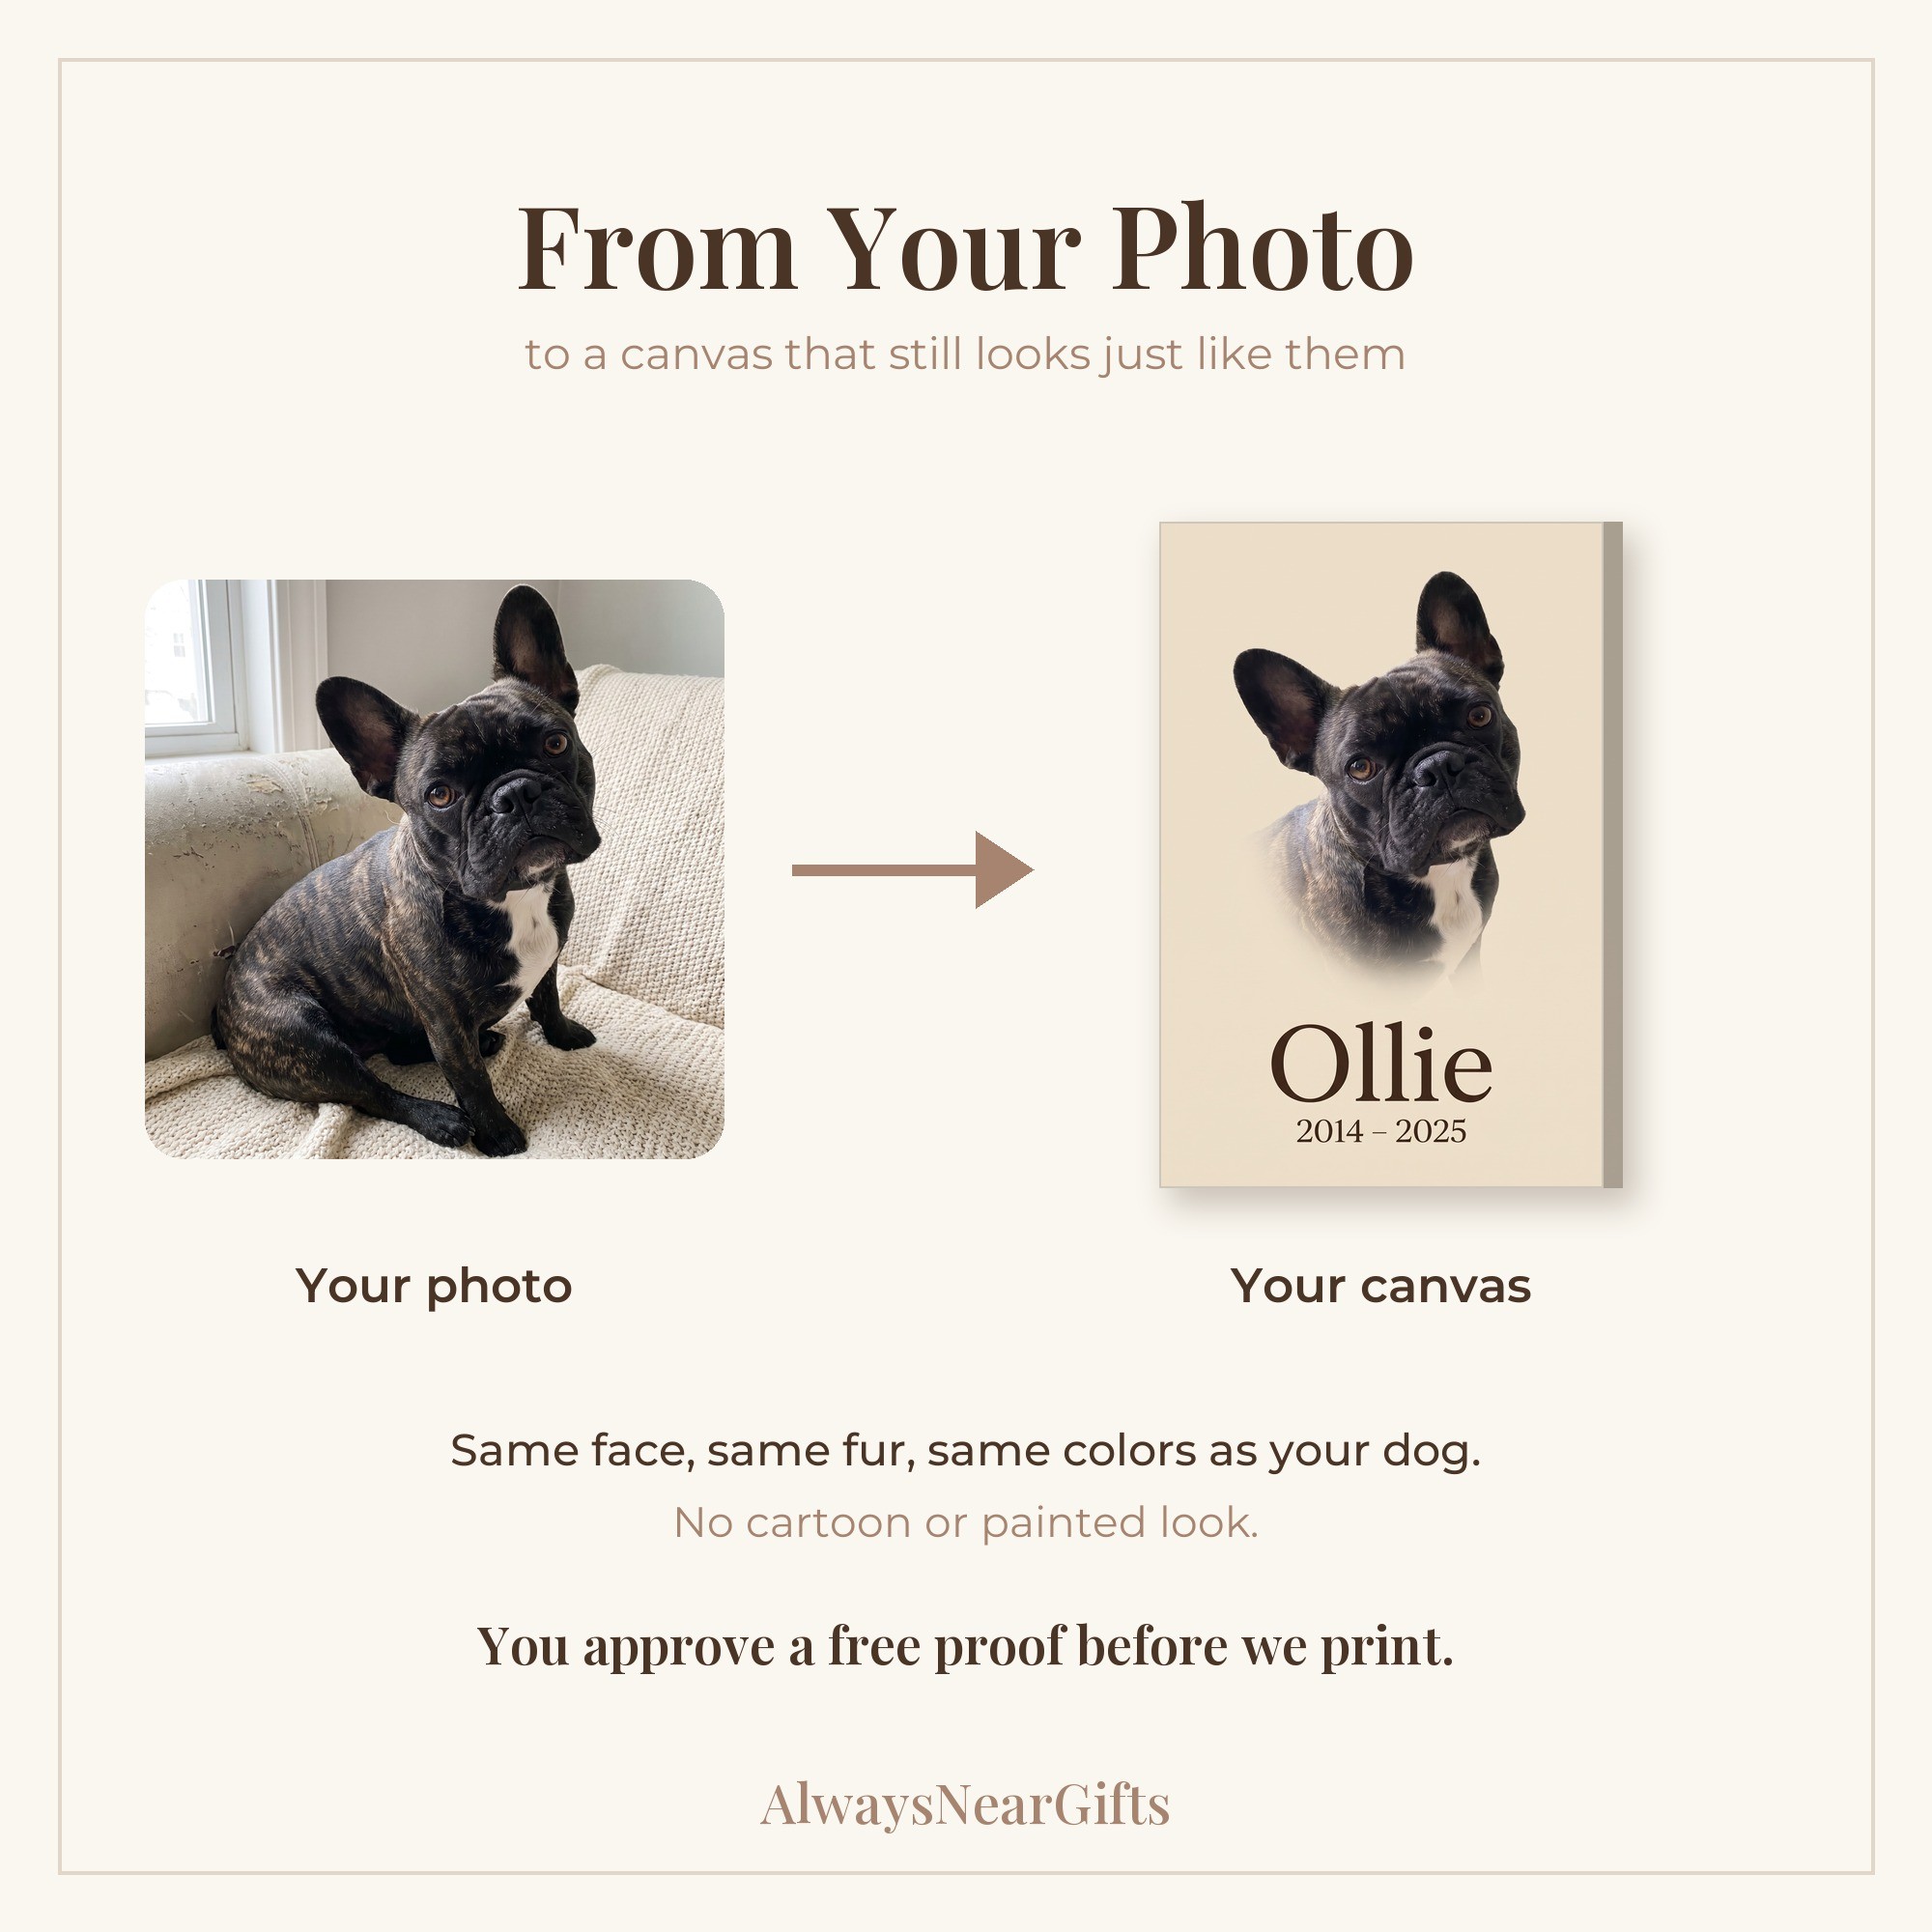 From Your Photo
to a canvas that still looks just like them
Ollie
2014 – 2025
Your photo
Your canvas
Same face, same fur, same colors as your dog.
No cartoon or painted look.
You approve a free proof before we print.
AlwaysNearGifts